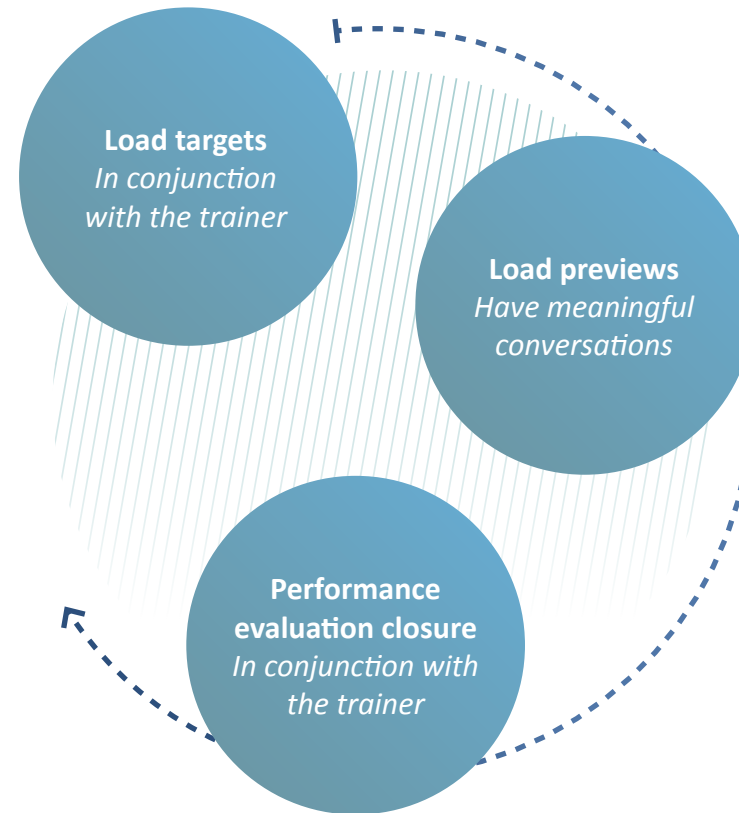 Load targets
In conjunction
with the trainer
Load previews
Have meaningful
conversations
Performance
evaluation closure
In conjunction with
the trainer